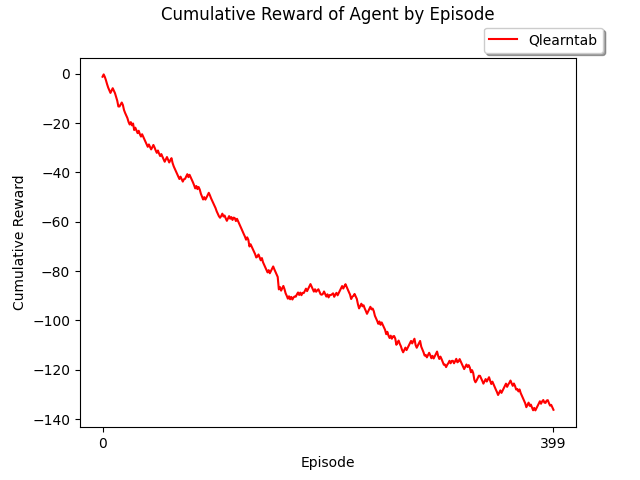 Cumulative Reward of Agent by Episode
Qlearntab
0
−20
−40
−60
−80
−100
−120
−140
Cumulative Reward
0
399
Episode